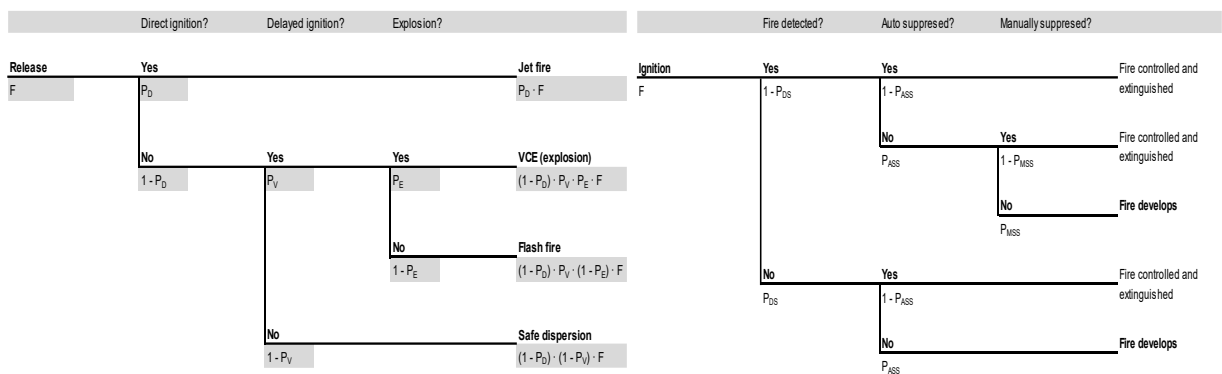 Direct ignition? Delayed ignition? Explosion?
Release Yes Jet fire
F P_D P_D · F
No Yes Yes VCE (explosion)
1 - P_D P_V P_E (1 - P_D) · P_V · P_E · F
No Flash fire
1 - P_E (1 - P_D) · P_V · (1 - P_E) · F
No Safe dispersion
1 - P_V (1 - P_D) · (1 - P_V) · F
Fire detected? Auto suppresed? Manually suppresed?
Ignition Yes Yes Fire controlled and
F 1 - P_DS 1 - P_ASS extinguished
No Yes Fire controlled and
P_ASS 1 - P_MSS extinguished
No Fire develops
P_MSS
No Yes Fire controlled and
P_DS 1 - P_ASS extinguished
No Fire develops
P_ASS